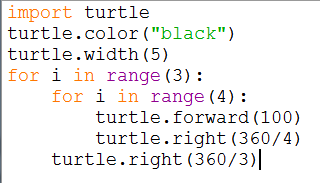 import turtle
turtle.color("black")
turtle.width(5)
for i in range(3):
    for i in range(4):
        turtle.forward(100)
        turtle.right(360/4)
    turtle.right(360/3)